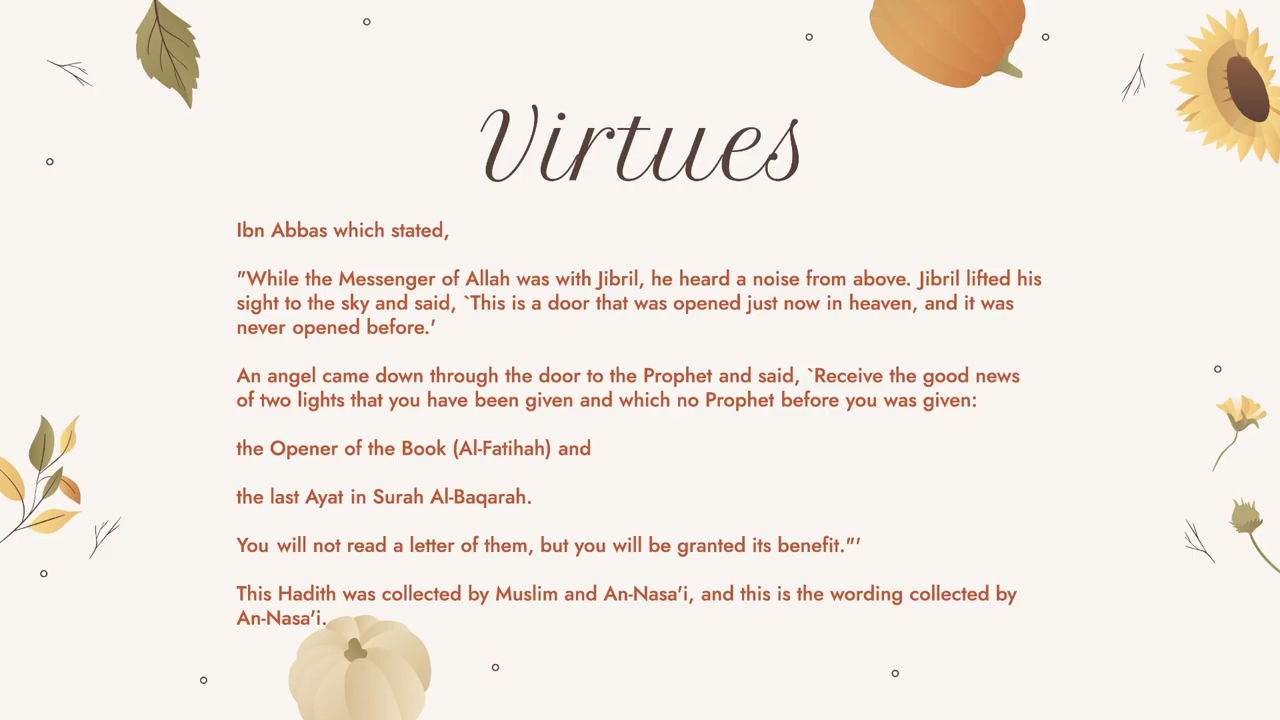 Virtues
Ibn Abbas which stated,
"While the Messenger of Allah was with Jibril, he heard a noise from above. Jibril lifted his
sight to the sky and said, `This is a door that was opened just now in heaven, and it was
never opened before.'
An angel came down through the door to the Prophet and said, `Receive the good news
of two lights that you have been given and which no Prophet before you was given:
the Opener of the Book (Al-Fatihah) and
the last Ayat in Surah Al-Baqarah.
You will not read a letter of them, but you will be granted its benefit."'
This Hadith was collected by Muslim and An-Nasa'i, and this is the wording collected by
An-Nasa'i.